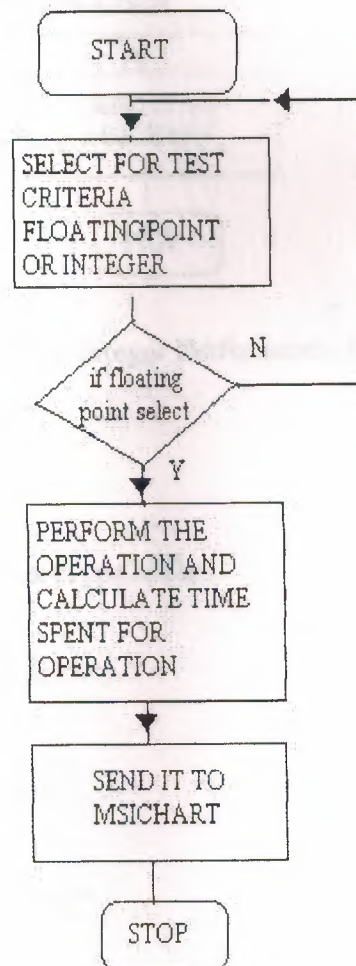 START
SELECT FOR TEST
CRITERIA
FLOATINGPOINT
OR INTEGER
N
if floating
point select
Y
PERFORM THE
OPERATION AND
CALCULATE TIME
SPENT FOR
OPERATION
SEND IT TO
MSICHART
STOP